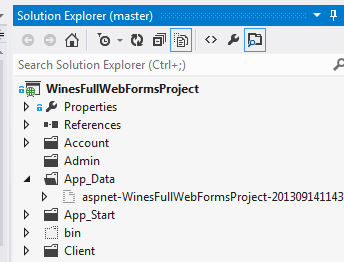 Solution Explorer (master)
Search Solution Explorer (Ctrl+;)
WinesFullWebFormsProject
Properties
References
Account
Admin
App_Data
aspnet-WinesFullWebFormsProject-201309141143
App_Start
bin
Client